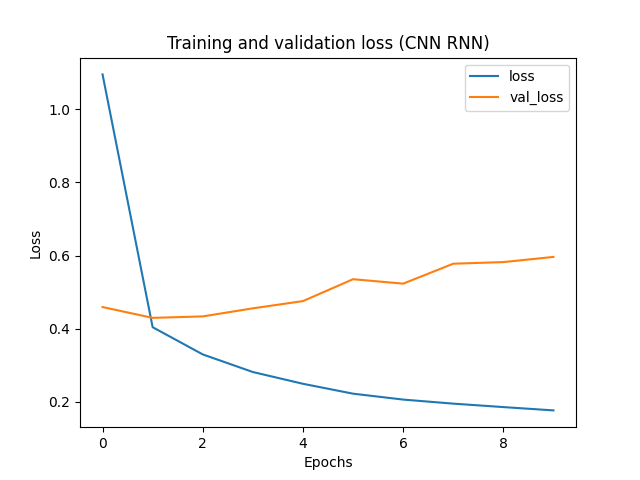 Training and validation loss (CNN RNN)
loss
val_loss
1.0
0.8
0.6
0.4
0.2
Loss
0 2 4 6 8
Epochs